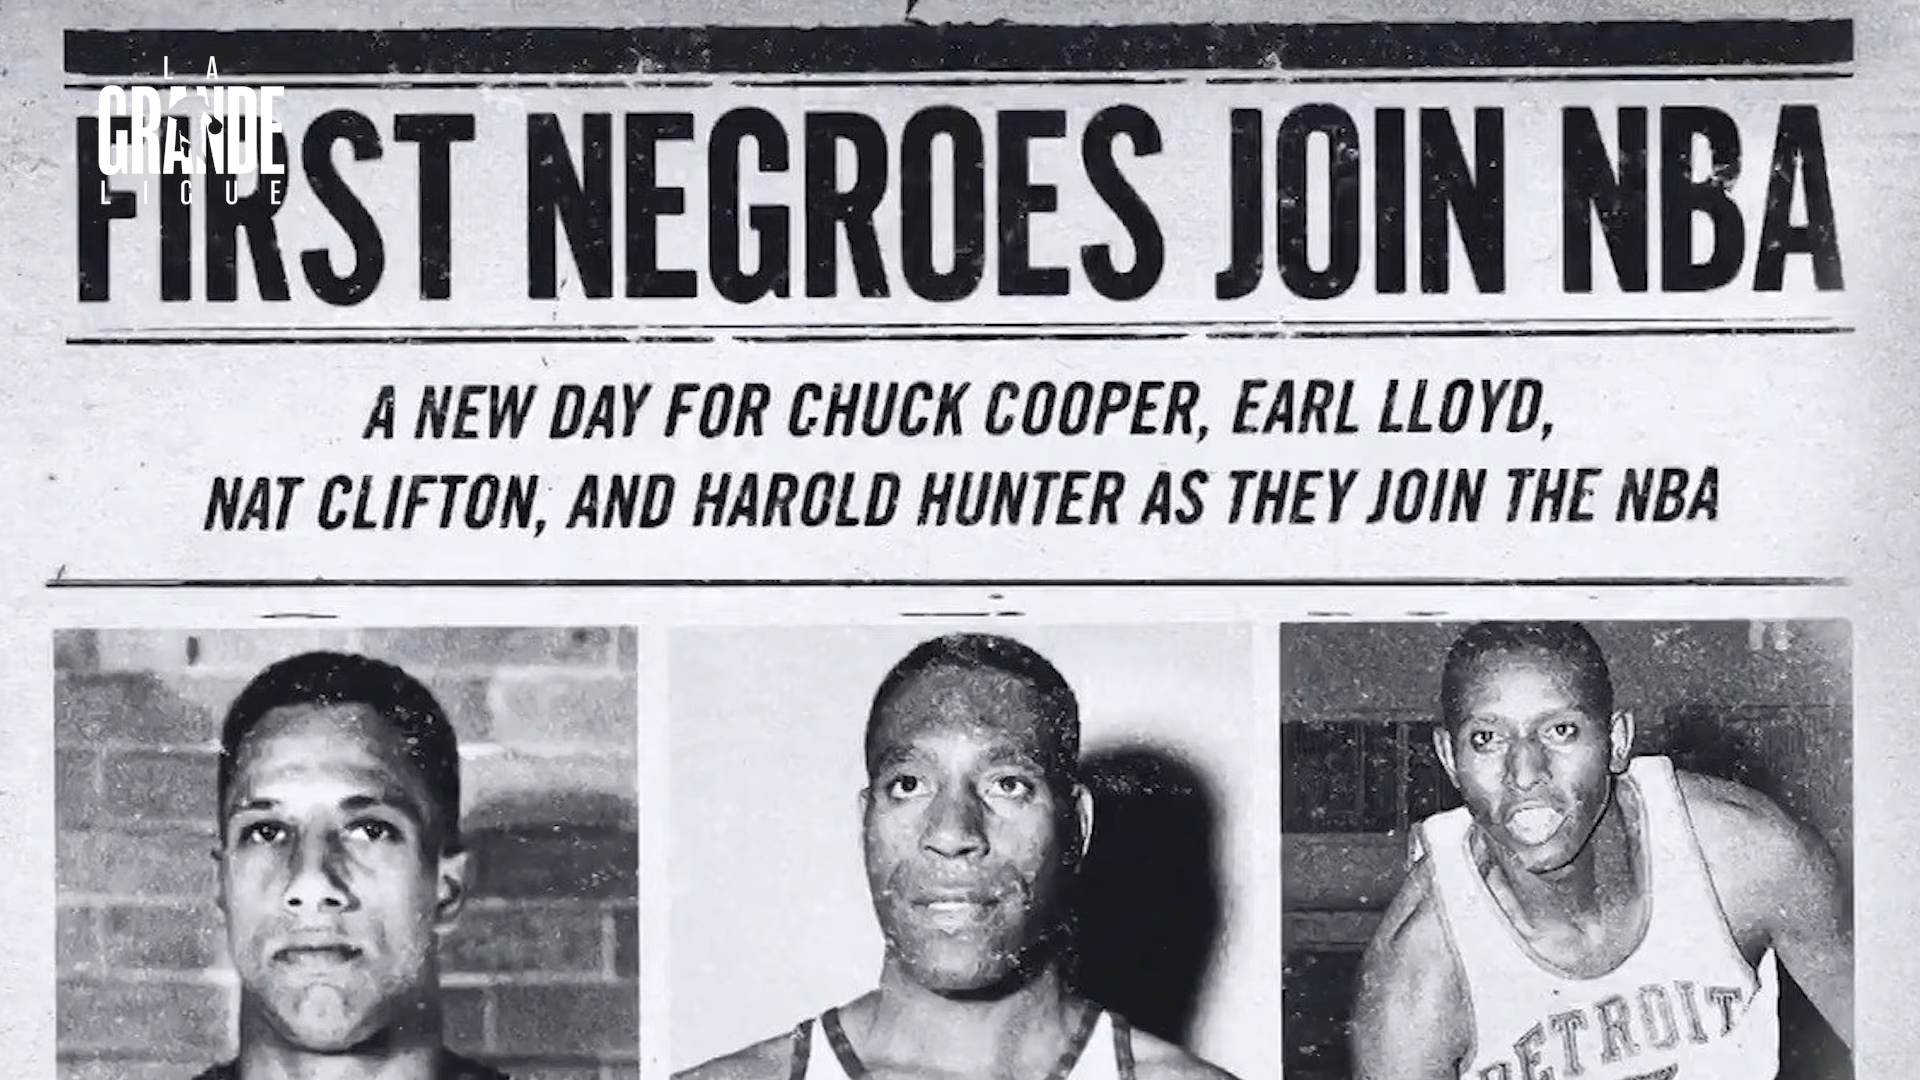 LA
GRANDE
LIGUE
FIRST NEGROES JOIN NBA
A NEW DAY FOR CHUCK COOPER, EARL LLOYD,
NAT CLIFTON, AND HAROLD HUNTER AS THEY JOIN THE NBA
DETROIT